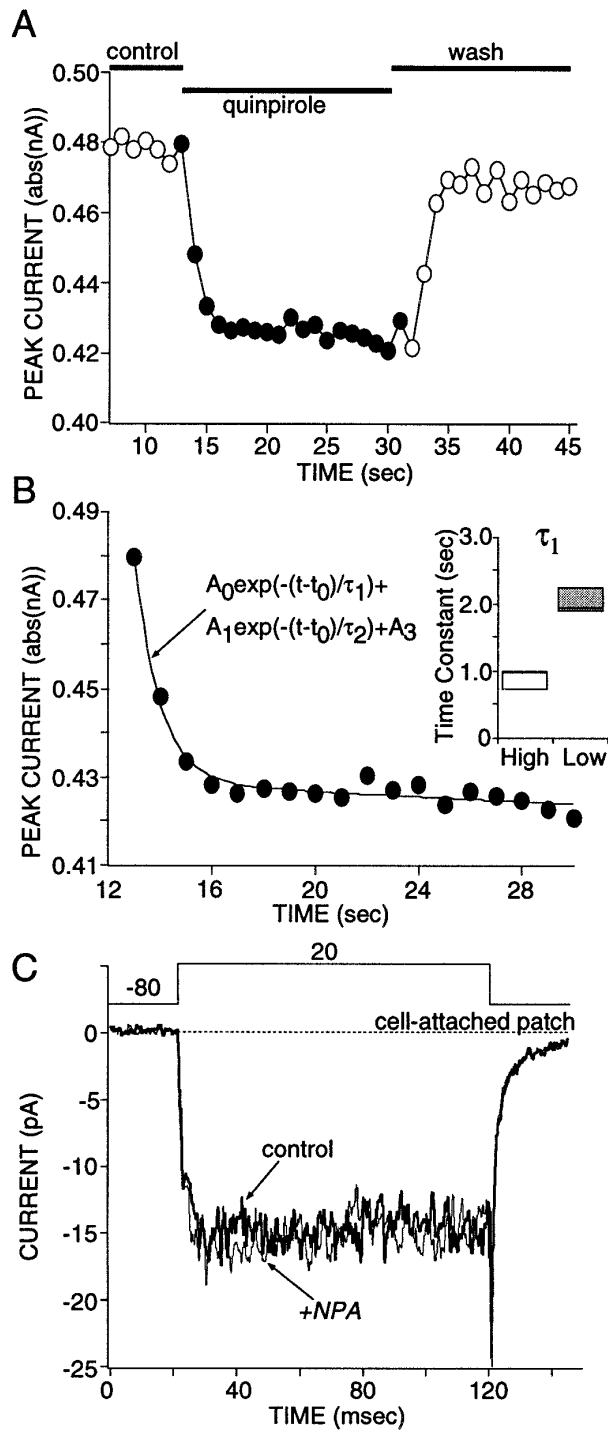 A
control
wash
quinpirole
0.50
0.48
0.46
0.44
0.42
0.40
PEAK CURRENT (abs(nA))
10 15 20 25 30 35 40 45
TIME (sec)
B
0.49
0.47
0.45
0.43
0.41
PEAK CURRENT (abs(nA))
A0exp(-(t-t0)/τ1)+
A1exp(-(t-t0)/τ2)+A3
τ1
3.0
2.0
1.0
0
Time Constant (sec)
High Low
12 16 20 24 28
TIME (sec)
C
20
-80
cell-attached patch
0
-5
-10
-15
-20
-25
CURRENT (pA)
control
+NPA
0 40 80 120
TIME (msec)